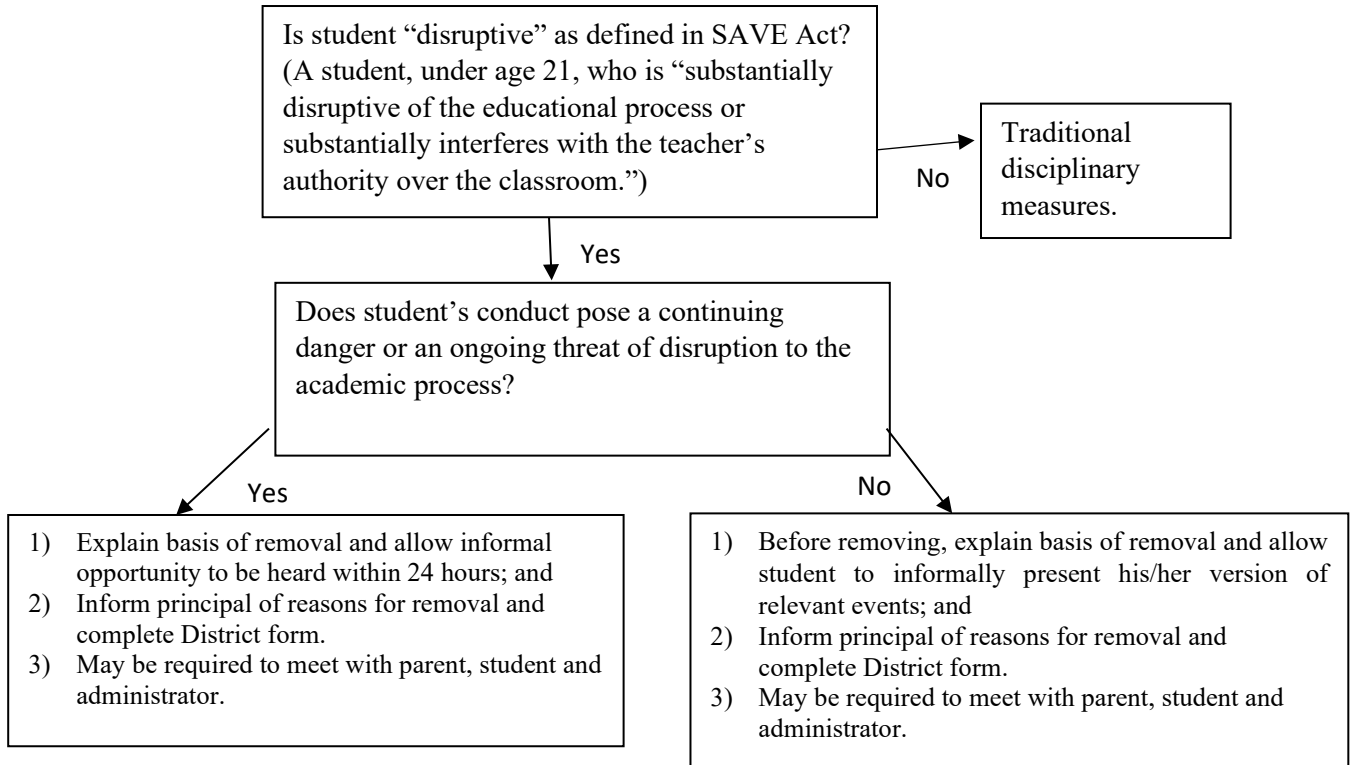 Is student “disruptive” as defined in SAVE Act?
(A student, under age 21, who is “substantially
disruptive of the educational process or
substantially interferes with the teacher’s
authority over the classroom.”)
No
Traditional
disciplinary
measures.
Yes
Does student’s conduct pose a continuing
danger or an ongoing threat of disruption to the
academic process?
Yes
1) Explain basis of removal and allow informal
opportunity to be heard within 24 hours; and
2) Inform principal of reasons for removal and
complete District form.
3) May be required to meet with parent, student and
administrator.
No
1) Before removing, explain basis of removal and allow
student to informally present his/her version of
relevant events; and
2) Inform principal of reasons for removal and
complete District form.
3) May be required to meet with parent, student and
administrator.